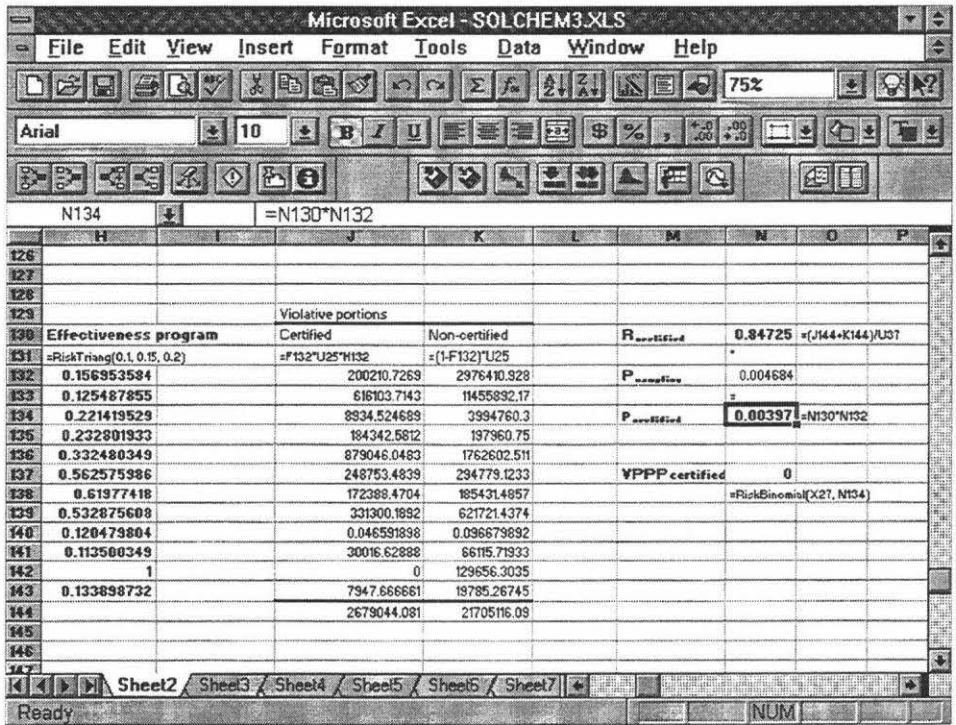 Microsoft Excel - SOLCHEM3.XLS
File Edit View Insert Format Tools Data Window Help
75%
Arial 10 B I U $ % ,
N134 =N130*N132
H I J K L M N O P
126
127
128
129 Violative portions
130 Effectiveness program Certified Non-certified R certified 0.84725 =(J144+K144)/U37
131 =RiskTriang(0.1, 0.15, 0.2) =F132*U25*H132 =(1-F132)*U25 *
132 0.156953584 200210.7269 2976410.928 P sampling 0.004684
133 0.125487855 616103.7143 11455892.17 =
134 0.221419529 8934.524689 3994760.3 P certified 0.00397 =N130*N132
135 0.232801933 184342.5812 197960.75
136 0.332480349 879046.0483 1762602.511
137 0.562575986 248753.4839 294779.1233 VPPP certified 0
138 0.61977418 172388.4704 185431.4857 =RiskBinomial(X27, N134)
139 0.532875608 331300.1892 621721.4374
140 0.120479804 0.046591898 0.096679892
141 0.113500349 30016.62888 66115.71933
142 1 0 129656.3035
143 0.133898732 7947.666661 19785.26745
144 2679044.081 21705116.09
145
146
147
Sheet2 Sheet3 Sheet4 Sheet5 Sheet6 Sheet7
Ready NUM